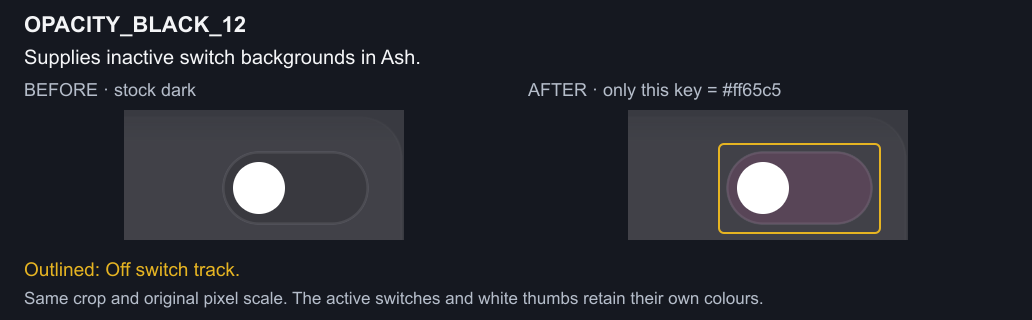 OPACITY_BLACK_12
Supplies inactive switch backgrounds in Ash.
BEFORE · stock dark
AFTER · only this key = #ff65c5
Outlined: Off switch track.
Same crop and original pixel scale. The active switches and white thumbs retain their own colours.